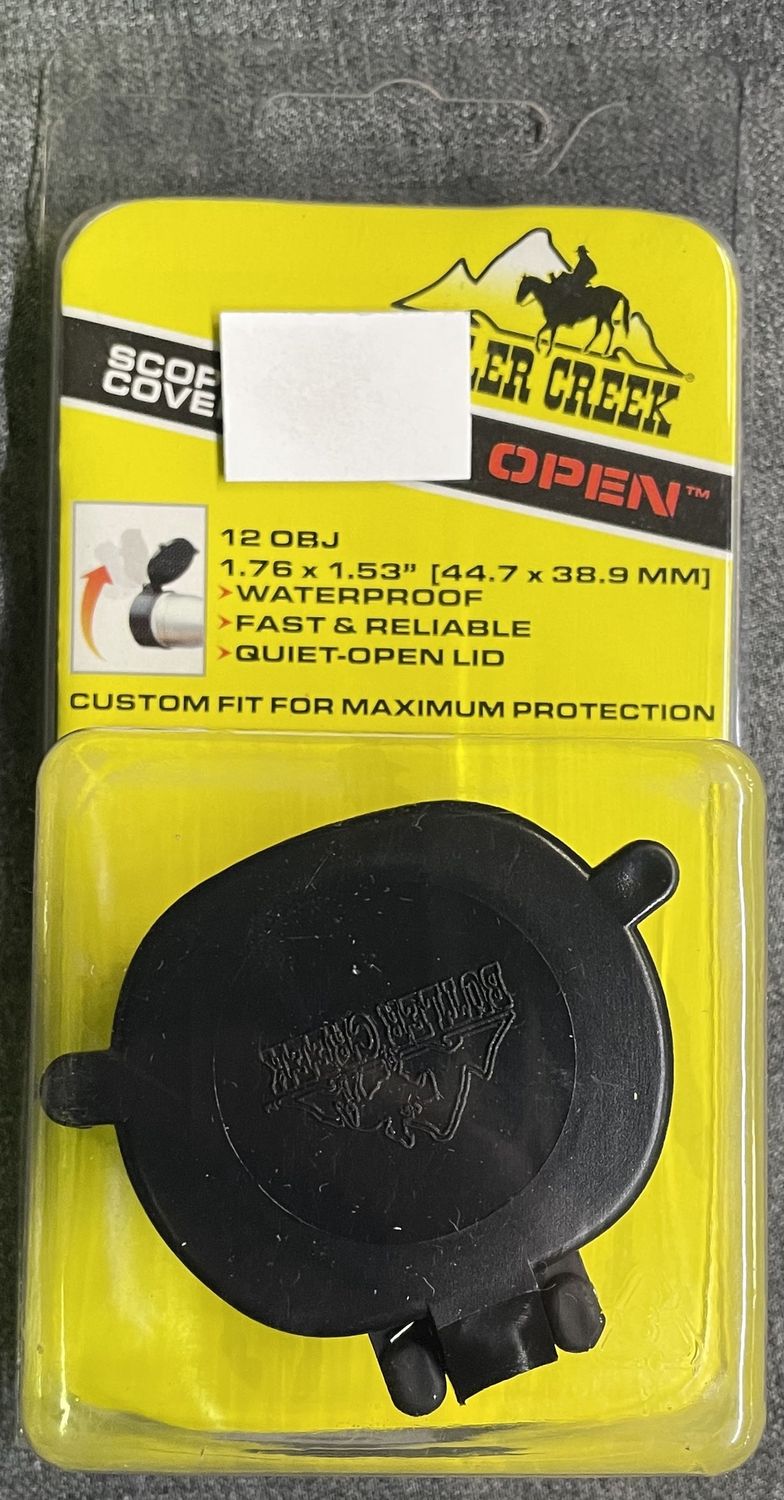 LER CREEK®
SCOP
COVE
OPEN™
12 OBJ
1.76 x 1.53" [44.7 x 38.9 MM]
WATERPROOF
FAST & RELIABLE
QUIET-OPEN LID
CUSTOM FIT FOR MAXIMUM PROTECTION
BUTLER CREEK